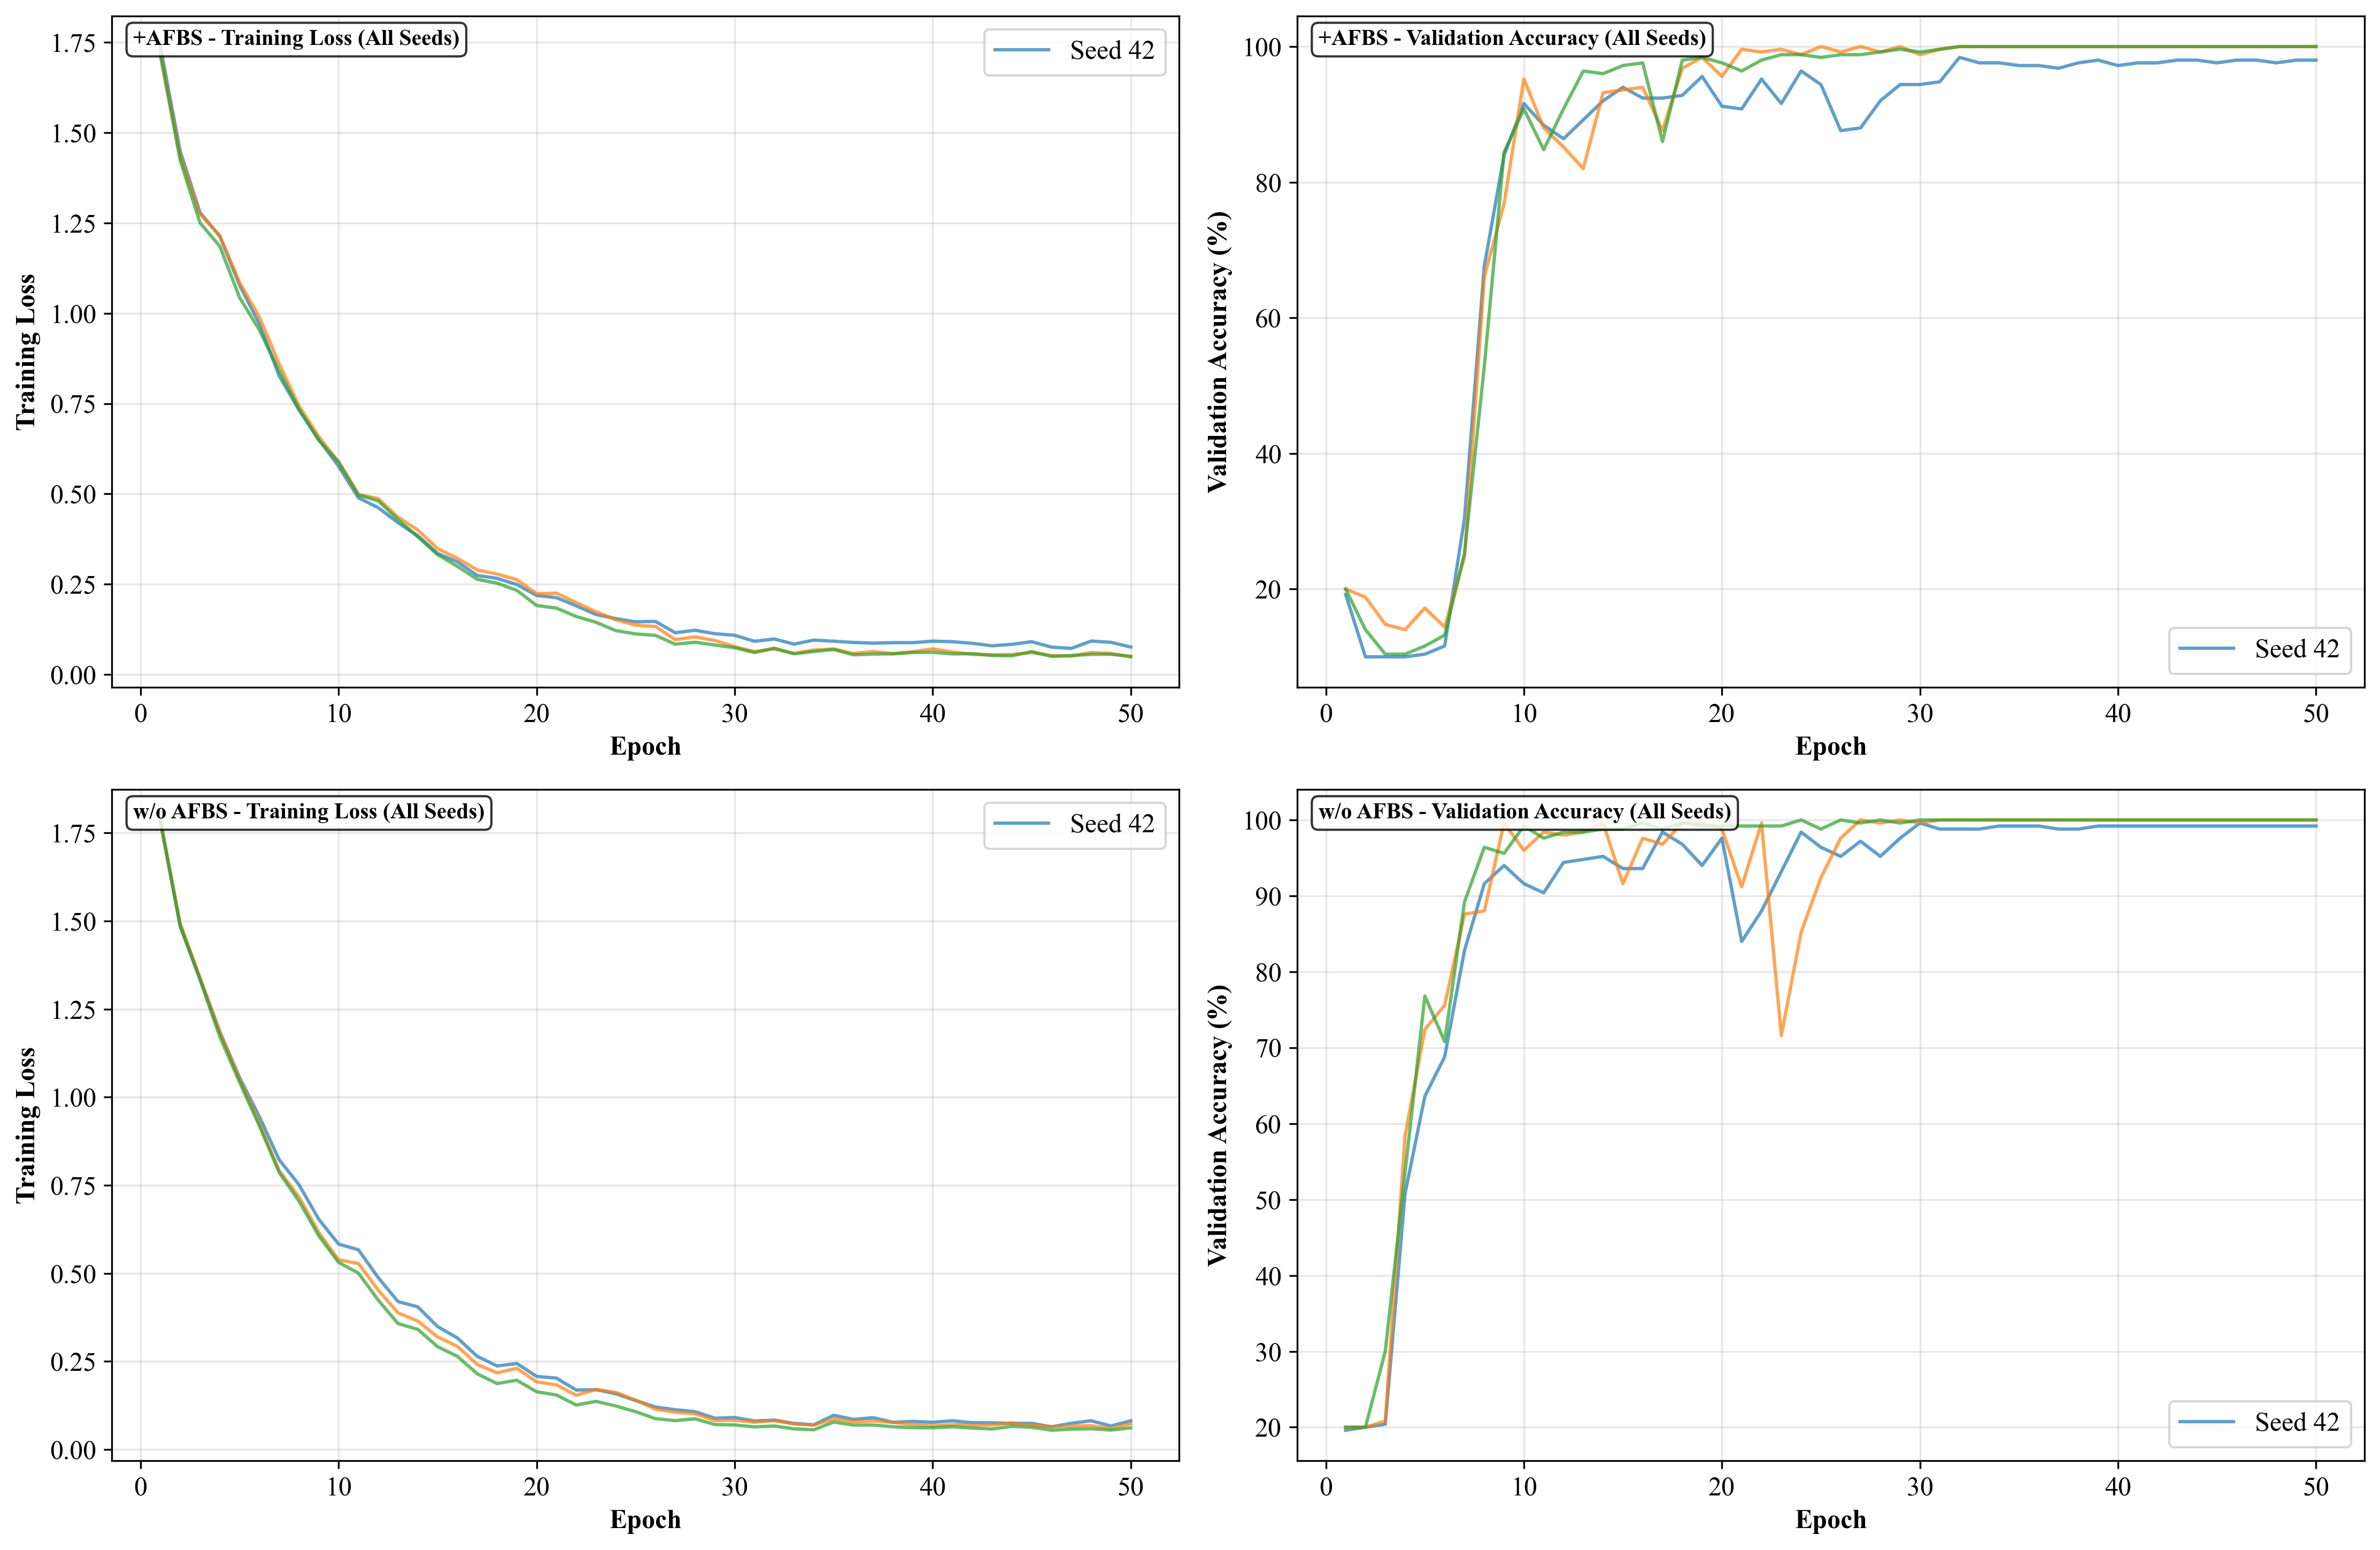 +AFBS - Training Loss (All Seeds)
Seed 42
1.75
1.50
1.25
1.00
0.75
0.50
0.25
0.00
Training Loss
0 10 20 30 40 50
Epoch
+AFBS - Validation Accuracy (All Seeds)
100
80
60
40
20
Validation Accuracy (%)
Seed 42
0 10 20 30 40 50
Epoch
w/o AFBS - Training Loss (All Seeds)
Seed 42
1.75
1.50
1.25
1.00
0.75
0.50
0.25
0.00
Training Loss
0 10 20 30 40 50
Epoch
w/o AFBS - Validation Accuracy (All Seeds)
100
90
80
70
60
50
40
30
20
Validation Accuracy (%)
Seed 42
0 10 20 30 40 50
Epoch